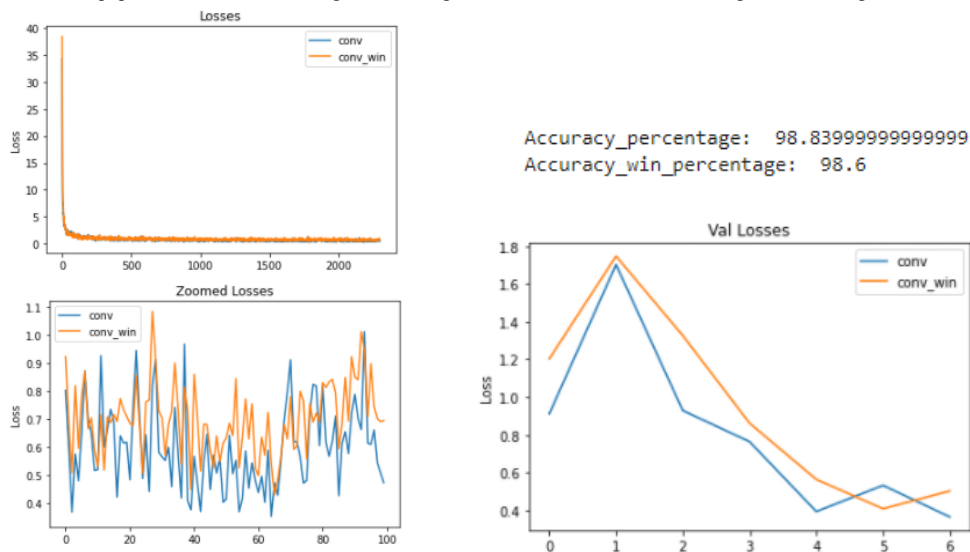 Losses
40
35
30
25
20
15
10
5
0
Loss
conv
conv_win
0 500 1000 1500 2000
Zoomed Losses
1.1
1.0
0.9
0.8
0.7
0.6
0.5
0.4
Loss
conv
conv_win
0 20 40 60 80 100
Accuracy_percentage: 98.83999999999999
Accuracy_win_percentage: 98.6
Val Losses
1.8
1.6
1.4
1.2
1.0
0.8
0.6
0.4
Loss
conv
conv_win
0 1 2 3 4 5 6